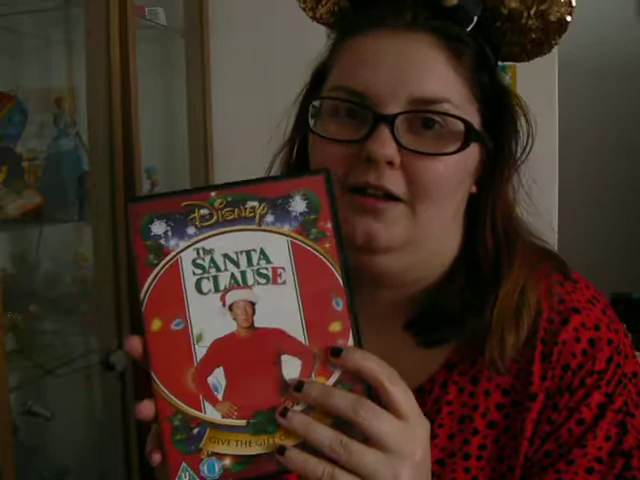 Disney
The
SANTA
CLAUSE
GIVE THE GIFT O
U